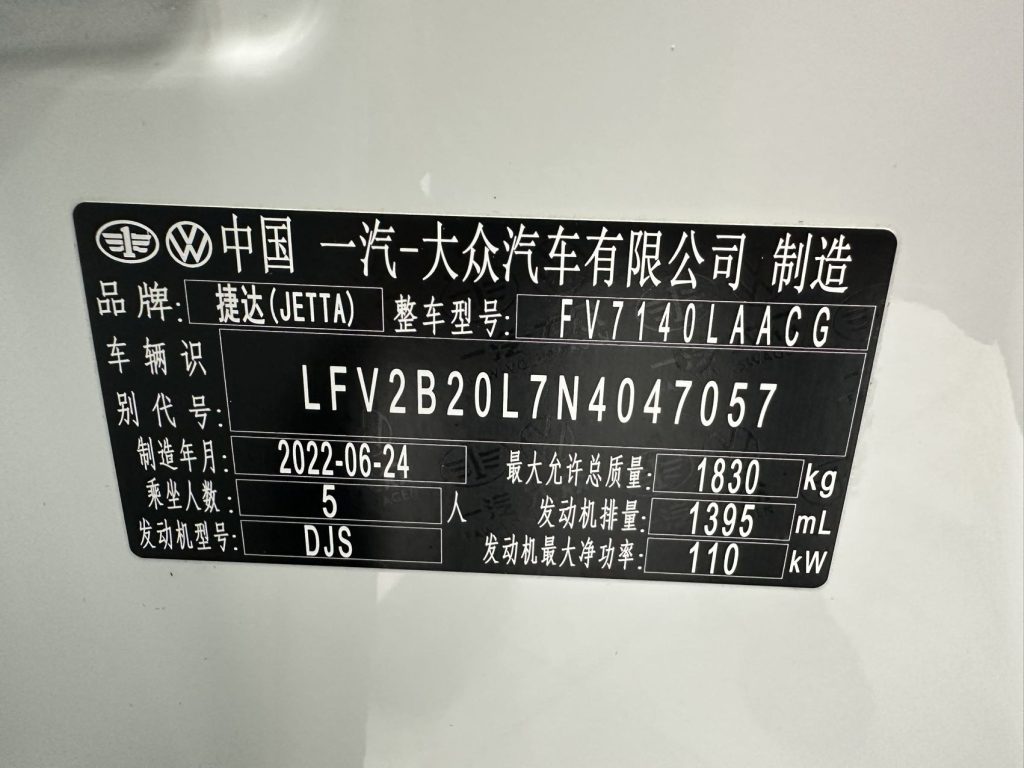 中国 一汽-大众汽车有限公司 制造
品牌: 捷达(JETTA) 整车型号: FV7140LAACG
车辆识别代号: LFV2B20L7N4047057
制造年月: 2022-06-24 最大允许总质量: 1830 kg
乘坐人数: 5 人 发动机排量: 1395 mL
发动机型号: DJS 发动机最大净功率: 110 kW